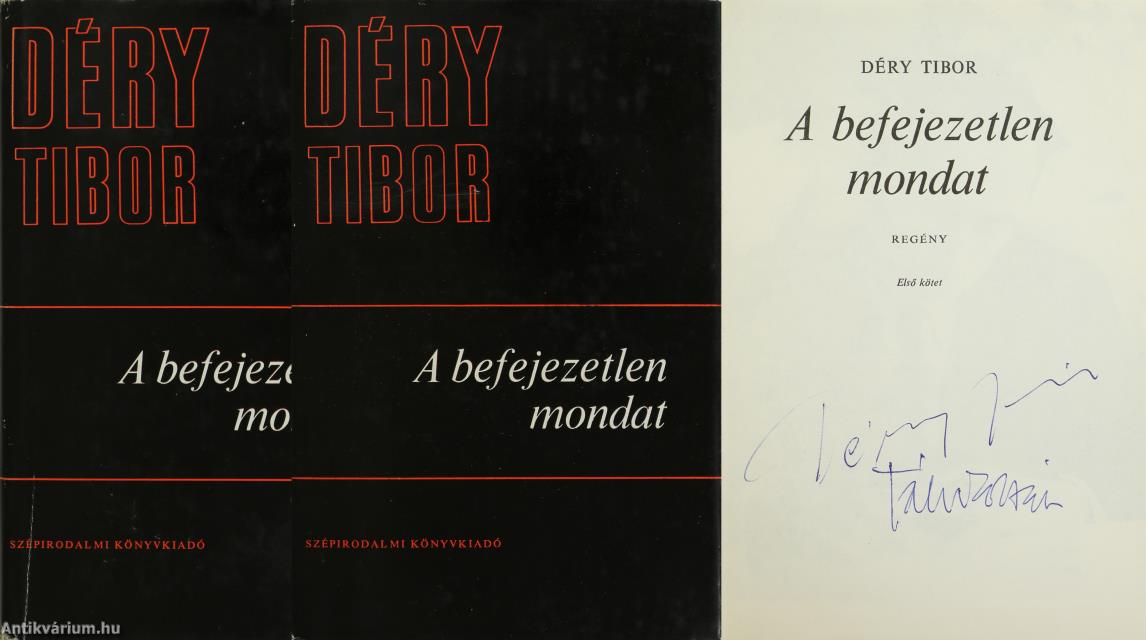 DÉRY
TIBOR
A befejeze
mo
SZÉPIRODALMI KÖNYVKIADÓ
DÉRY
TIBOR
A befejezetlen
mondat
SZÉPIRODALMI KÖNYVKIADÓ
DÉRY TIBOR
A befejezetlen
mondat
REGÉNY
Első kötet
Déry
Antikvárium.hu